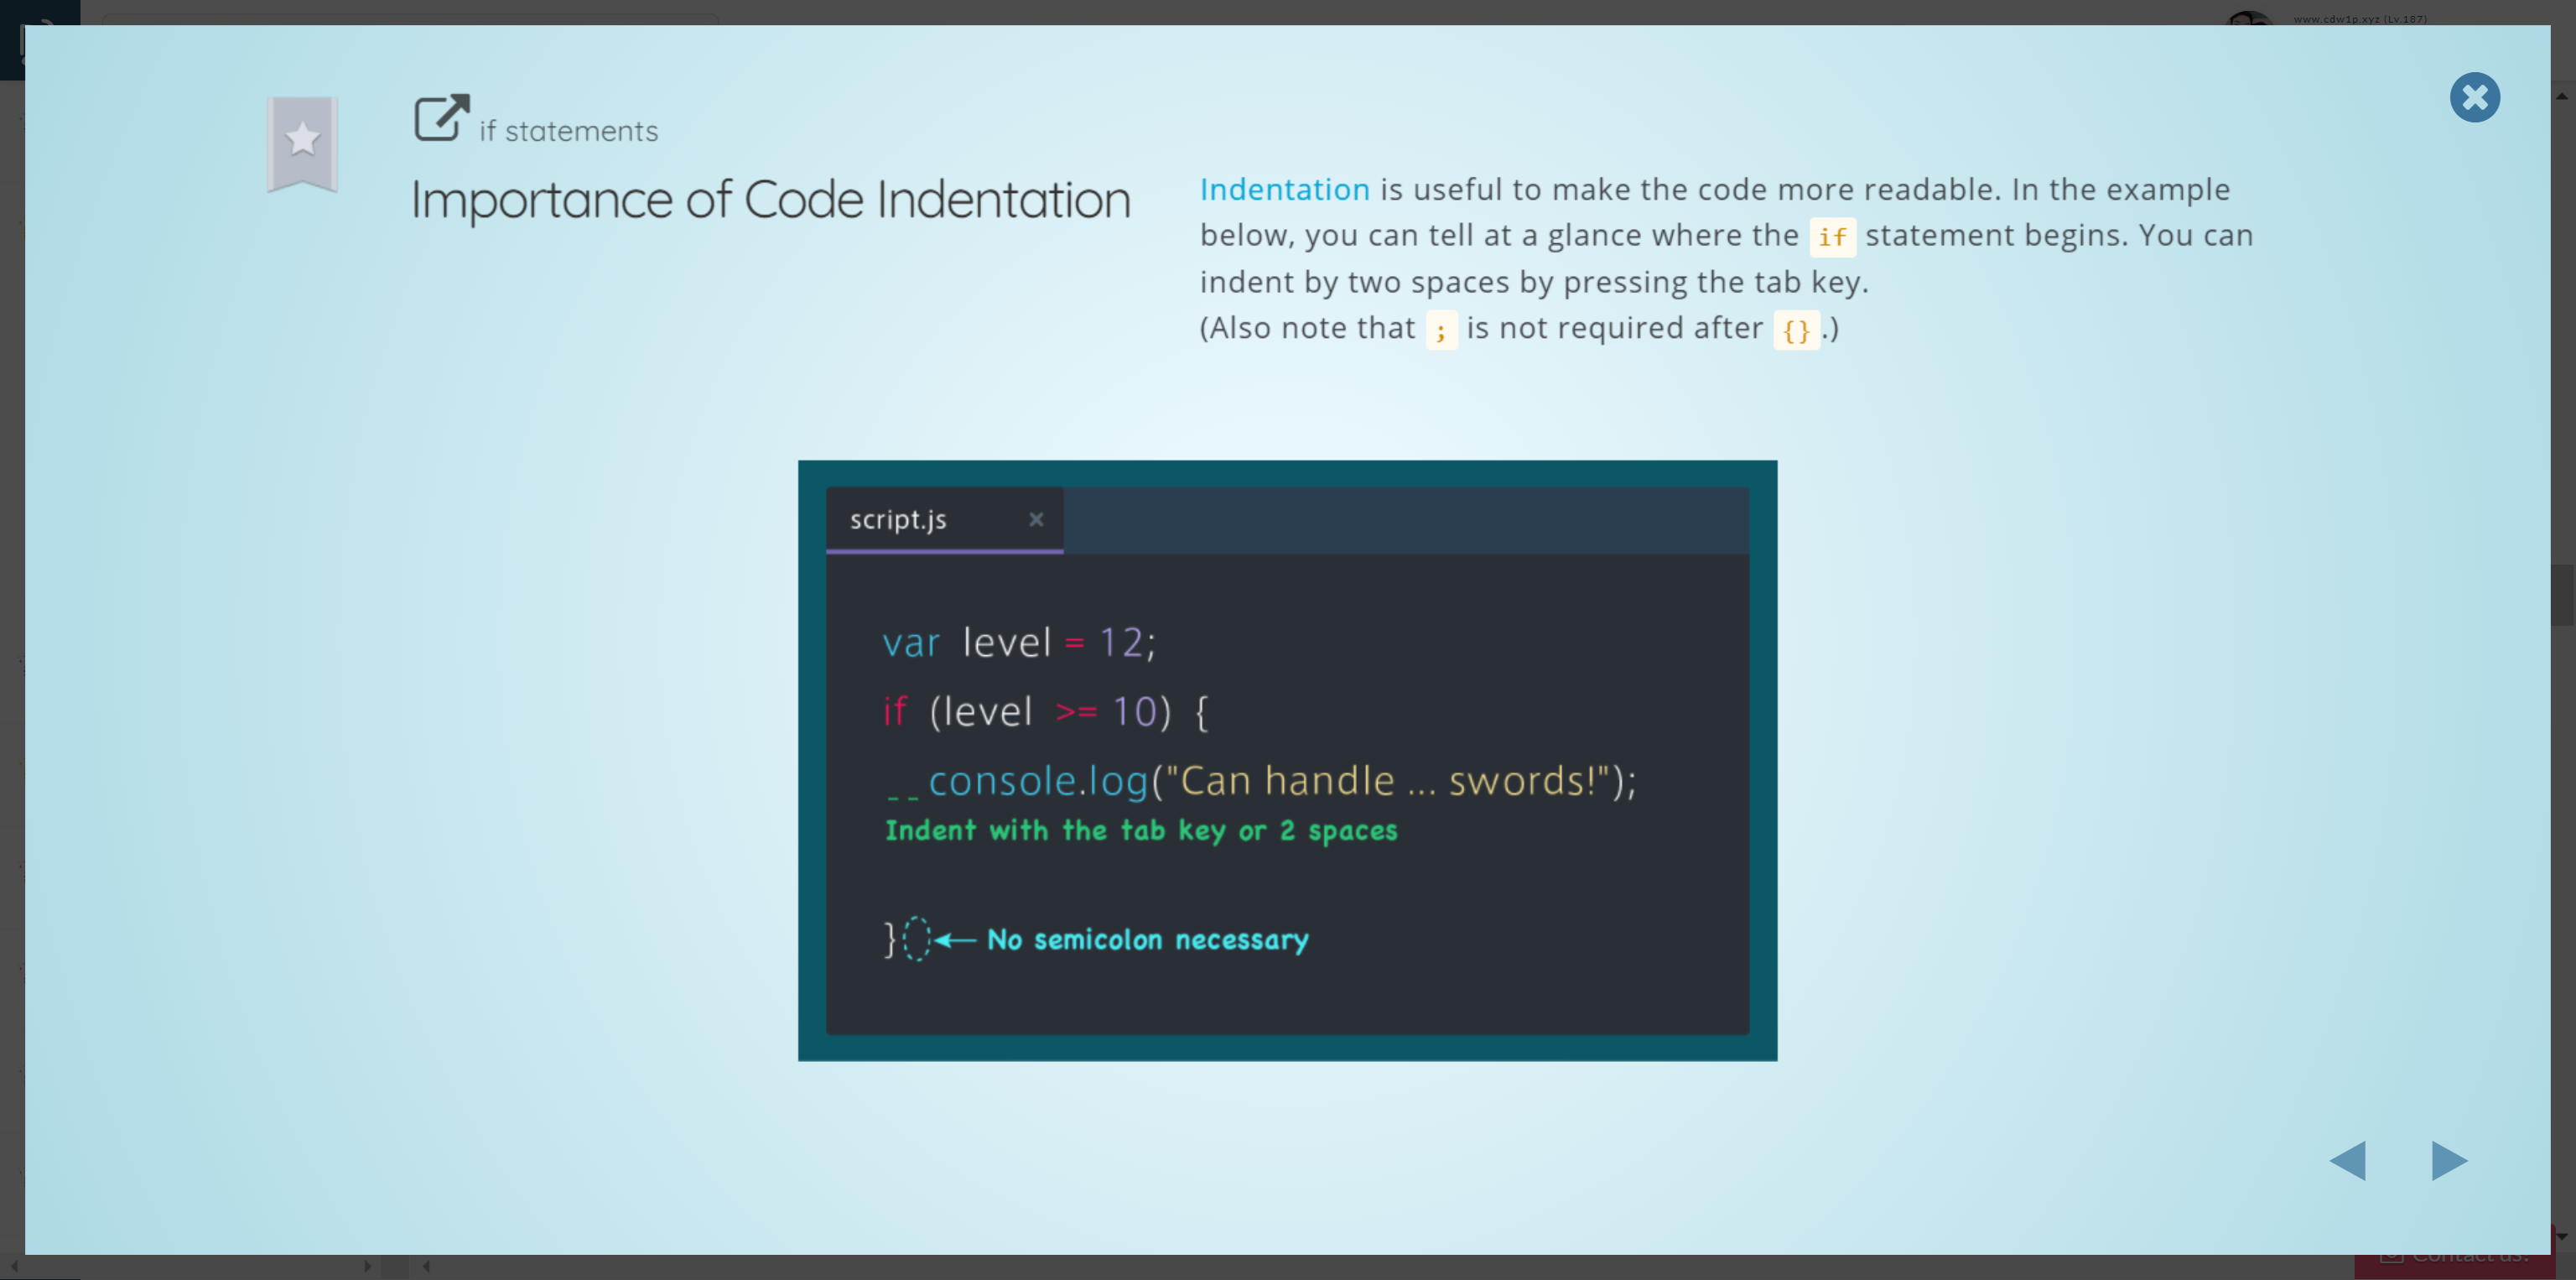 www.cdw1p.xyz (Lv.187)
if statements
Importance of Code Indentation
Indentation is useful to make the code more readable. In the example
below, you can tell at a glance where the if statement begins. You can
indent by two spaces by pressing the tab key.
(Also note that ; is not required after {}.)
script.js
var level = 12;
if (level >= 10) {
_ _ console.log("Can handle ... swords!");
Indent with the tab key or 2 spaces
} No semicolon necessary
Contact us!